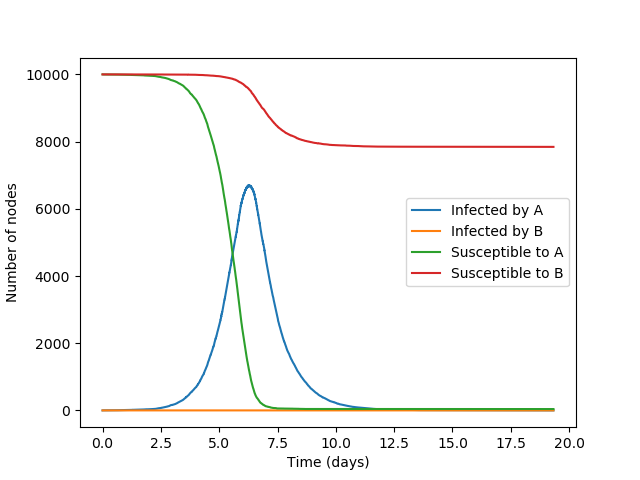 Number of nodes
10000
8000
6000
4000
2000
0
Infected by A
Infected by B
Susceptible to A
Susceptible to B
0.0 2.5 5.0 7.5 10.0 12.5 15.0 17.5 20.0
Time (days)